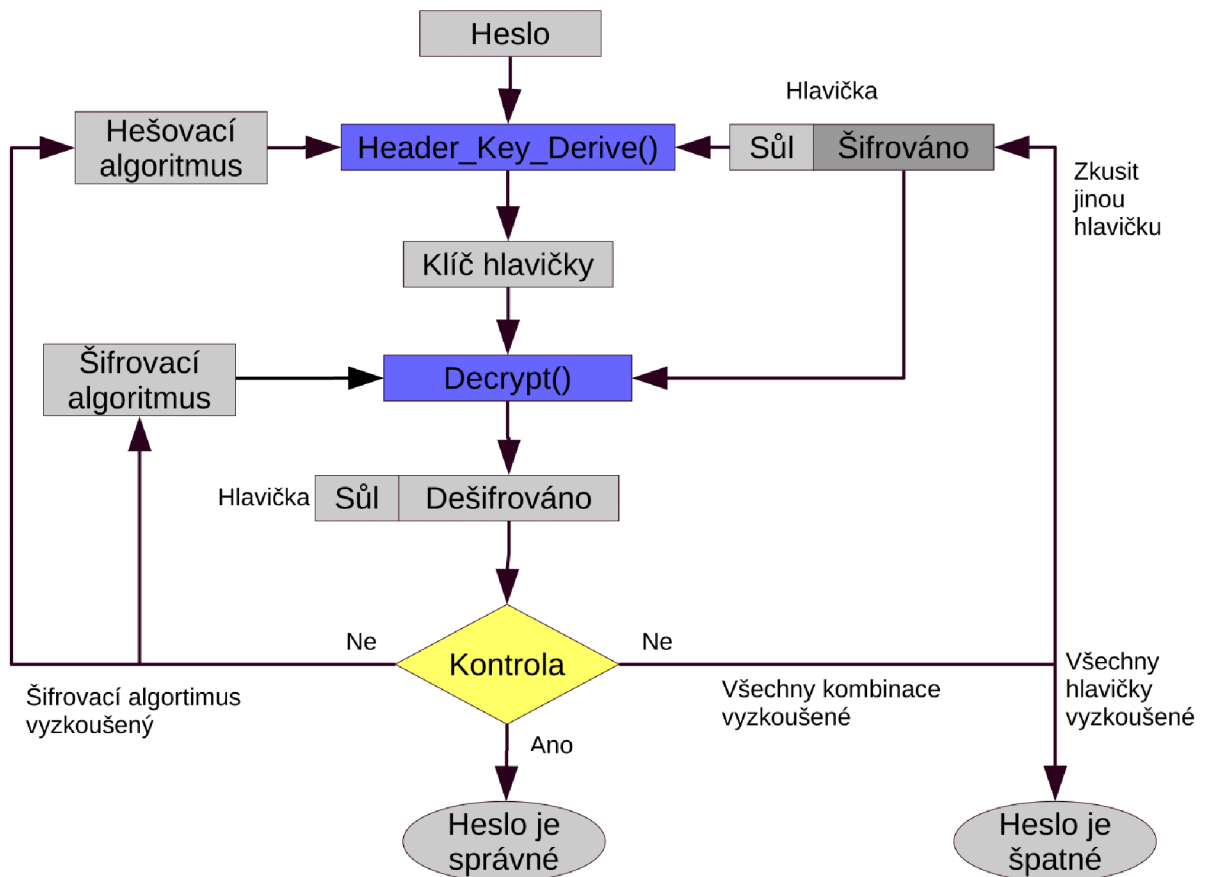 Heslo
Hlavička
Hešovací
algoritmus
Header_Key_Derive()
Sůl
Šifrováno
Zkusit
jinou
hlavičku
Klíč hlavičky
Šifrovací
algoritmus
Decrypt()
Hlavička
Sůl
Dešifrováno
Ne
Kontrola
Ne
Šifrovací algortimus
vyzkoušený
Všechny kombinace
vyzkoušené
Všechny
hlavičky
vyzkoušené
Ano
Heslo je
správné
Heslo je
špatné